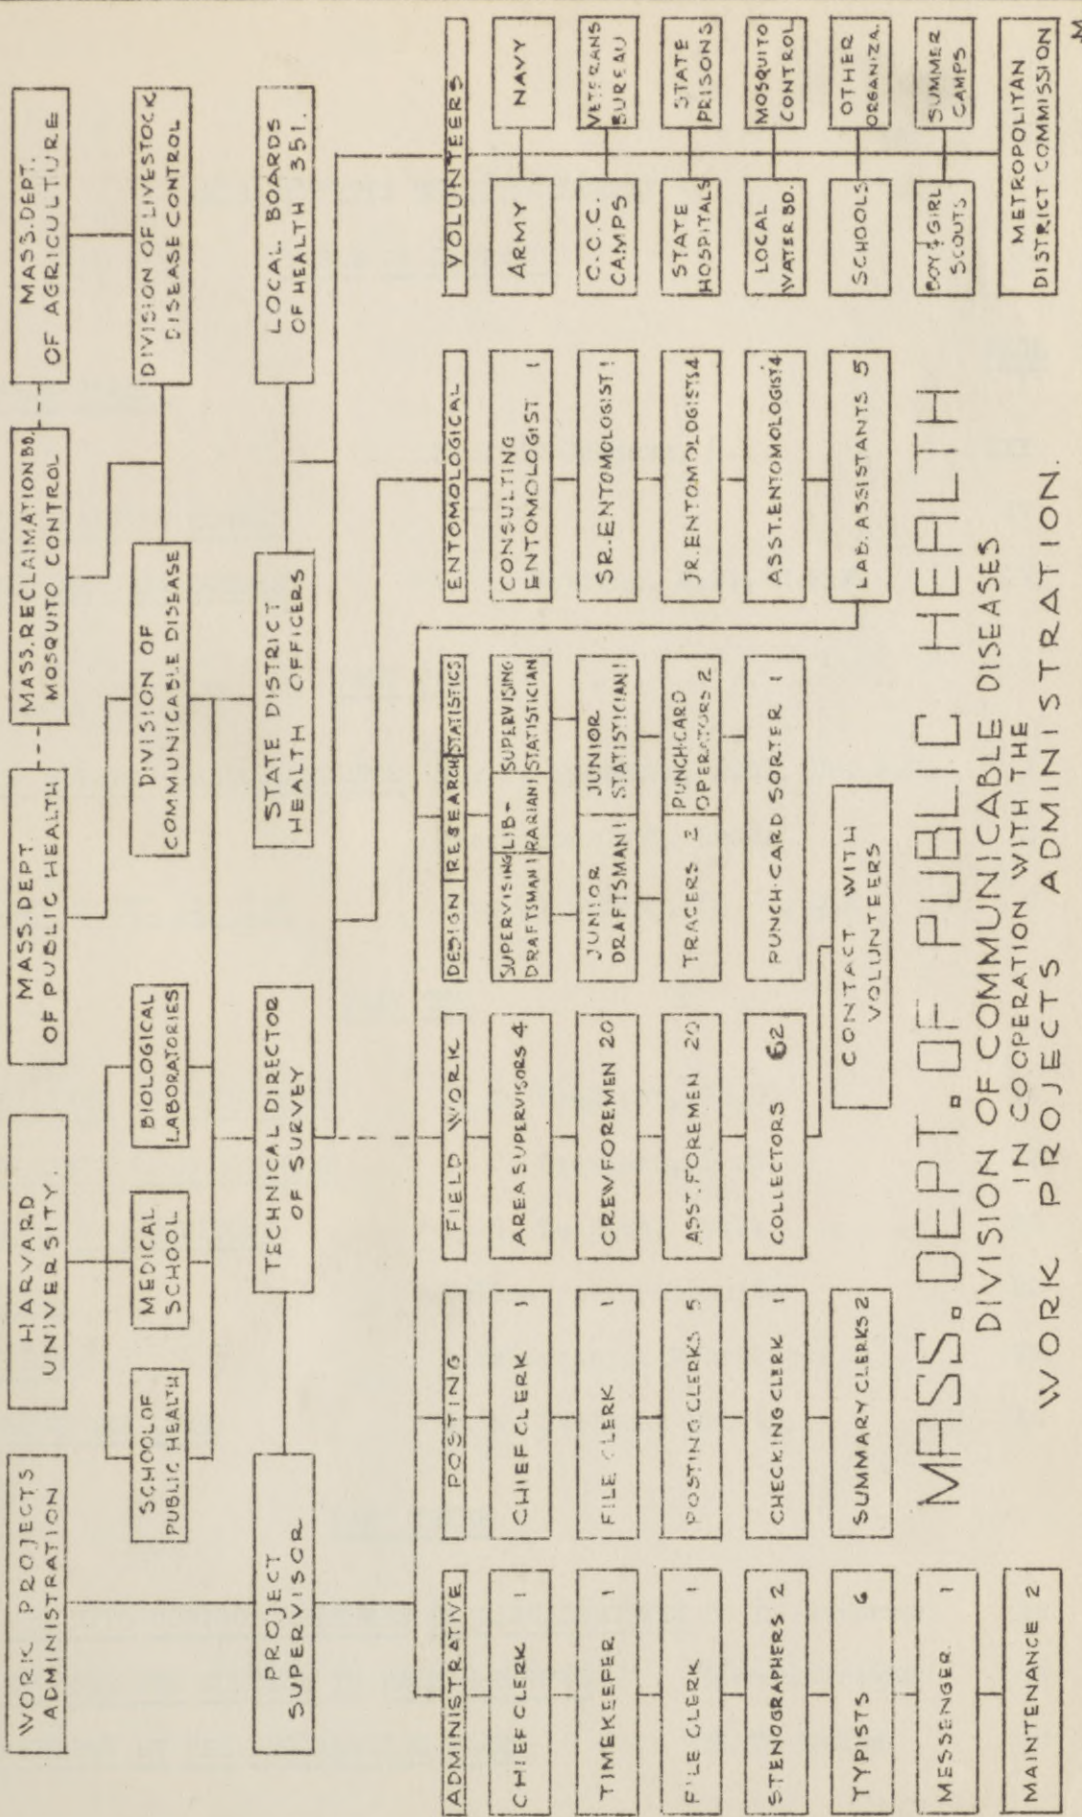 WORK PROJECTS
ADMINISTRATION
HARVARD
UNIVERSITY.
MASS. DEPT
OF PUBLIC HEALTH
MASS. RECLAIMATION BD.
MOSQUITO CONTROL
MASS. DEPT.
OF AGRICULTURE
SCHOOL OF
PUBLIC HEALTH
MEDICAL
SCHOOL
BIOLOGICAL
LABORATORIES
DIVISION OF
COMMUNICABLE DISEASE
DIVISION OF LIVESTOCK
DISEASE CONTROL
PROJECT
SUPERVISOR
TECHNICAL DIRECTOR
OF SURVEY
STATE DISTRICT
HEALTH OFFICERS
LOCAL BOARDS
OF HEALTH 351.
ADMINISTRATIVE
CHIEF CLERK 1
TIMEKEEPER 1
FILE CLERK 1
STENOGRAPHERS 2
TYPISTS 6
MESSENGER 1
MAINTENANCE 2
POSTING
CHIEF CLERK 1
FILE CLERK 1
POSTING CLERKS 5
CHECKING CLERK 1
SUMMARY CLERKS 2
FIELD WORK
AREA SUPERVISORS 4
CREW FOREMEN 20
ASST. FOREMEN 20
COLLECTORS 62
CONTACT WITH
VOLUNTEERS
DESIGN RESEARCH STATISTICS
SUPERVISING
DRAFTSMAN 1
LIB-
RARIAN 1
SUPERVISING
STATISTICIAN
JUNIOR
DRAFTSMAN 1
JUNIOR
STATISTICIAN 1
TRACERS 2
PUNCH-CARD
OPERATORS 2
PUNCH-CARD SORTER 1
ENTOMOLOGICAL
CONSULTING
ENTOMOLOGIST 1
SR. ENTOMOLOGIST 1
JR. ENTOMOLOGISTS 4
ASST. ENTOMOLOGIST 4
LAB. ASSISTANTS 5
VOLUNTEERS
ARMY
NAVY
C.C.C.
CAMPS
VETERANS
BUREAU
STATE
HOSPITALS
STATE
PRISONS
LOCAL
WATER BD.
MOSQUITO
CONTROL
SCHOOLS
OTHER
ORGANIZA.
BOY & GIRL
SCOUTS
SUMMER
CAMPS
METROPOLITAN
DISTRICT COMMISSION
MASS. DEPT. OF PUBLIC HEALTH
DIVISION OF COMMUNICABLE DISEASES
IN COOPERATION WITH THE
WORK PROJECTS ADMINISTRATION.